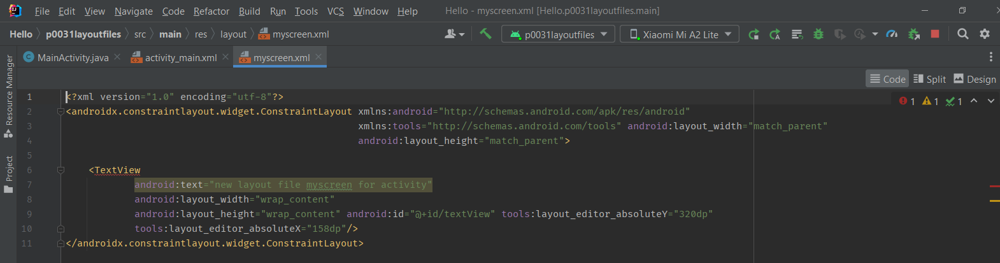 File Edit View Navigate Code Refactor Build Run Tools VCS Window Help Hello - myscreen.xml [Hello.p0031layoutfiles.main]
Hello p0031layoutfiles src main res layout myscreen.xml p0031layoutfiles Xiaomi Mi A2 Lite
MainActivity.java activity_main.xml myscreen.xml
Resource Manager
Project
Code Split Design
1 <?xml version="1.0" encoding="utf-8"?> 1 1 1
2 <androidx.constraintlayout.widget.ConstraintLayout xmlns:android="http://schemas.android.com/apk/res/android"
3 xmlns:tools="http://schemas.android.com/tools" android:layout_width="match_parent"
4 android:layout_height="match_parent">
5
6 <TextView
7 android:text="new layout file myscreen for activity"
8 android:layout_width="wrap_content"
9 android:layout_height="wrap_content" android:id="@+id/textView" tools:layout_editor_absoluteY="320dp"
10 tools:layout_editor_absoluteX="158dp"/>
11 </androidx.constraintlayout.widget.ConstraintLayout>